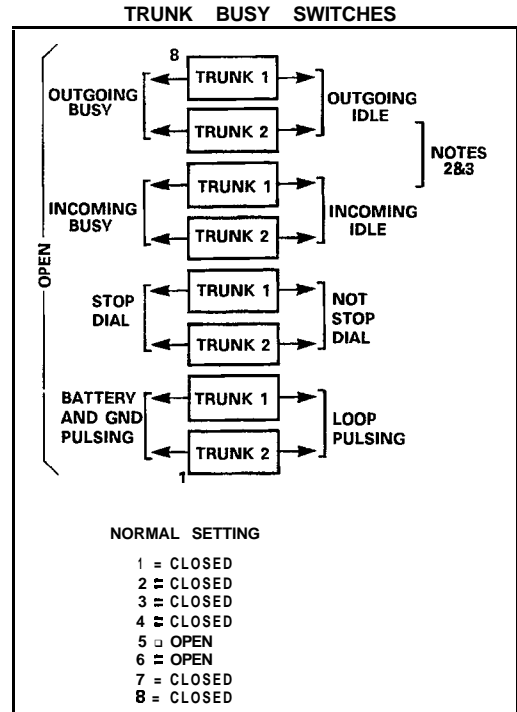 TRUNK BUSY SWITCHES
8
TRUNK 1
OUTGOING
BUSY
OUTGOING
IDLE
TRUNK 2
NOTES
2&3
TRUNK 1
INCOMING
BUSY
INCOMING
IDLE
TRUNK 2
OPEN
TRUNK 1
STOP
DIAL
NOT
STOP
DIAL
TRUNK 2
BATTERY
AND GND
PULSING
TRUNK 1
LOOP
PULSING
TRUNK 2
1
NORMAL SETTING
1 = CLOSED
2 = CLOSED
3 = CLOSED
4 = CLOSED
5 □ OPEN
6 = OPEN
7 = CLOSED
8 = CLOSED